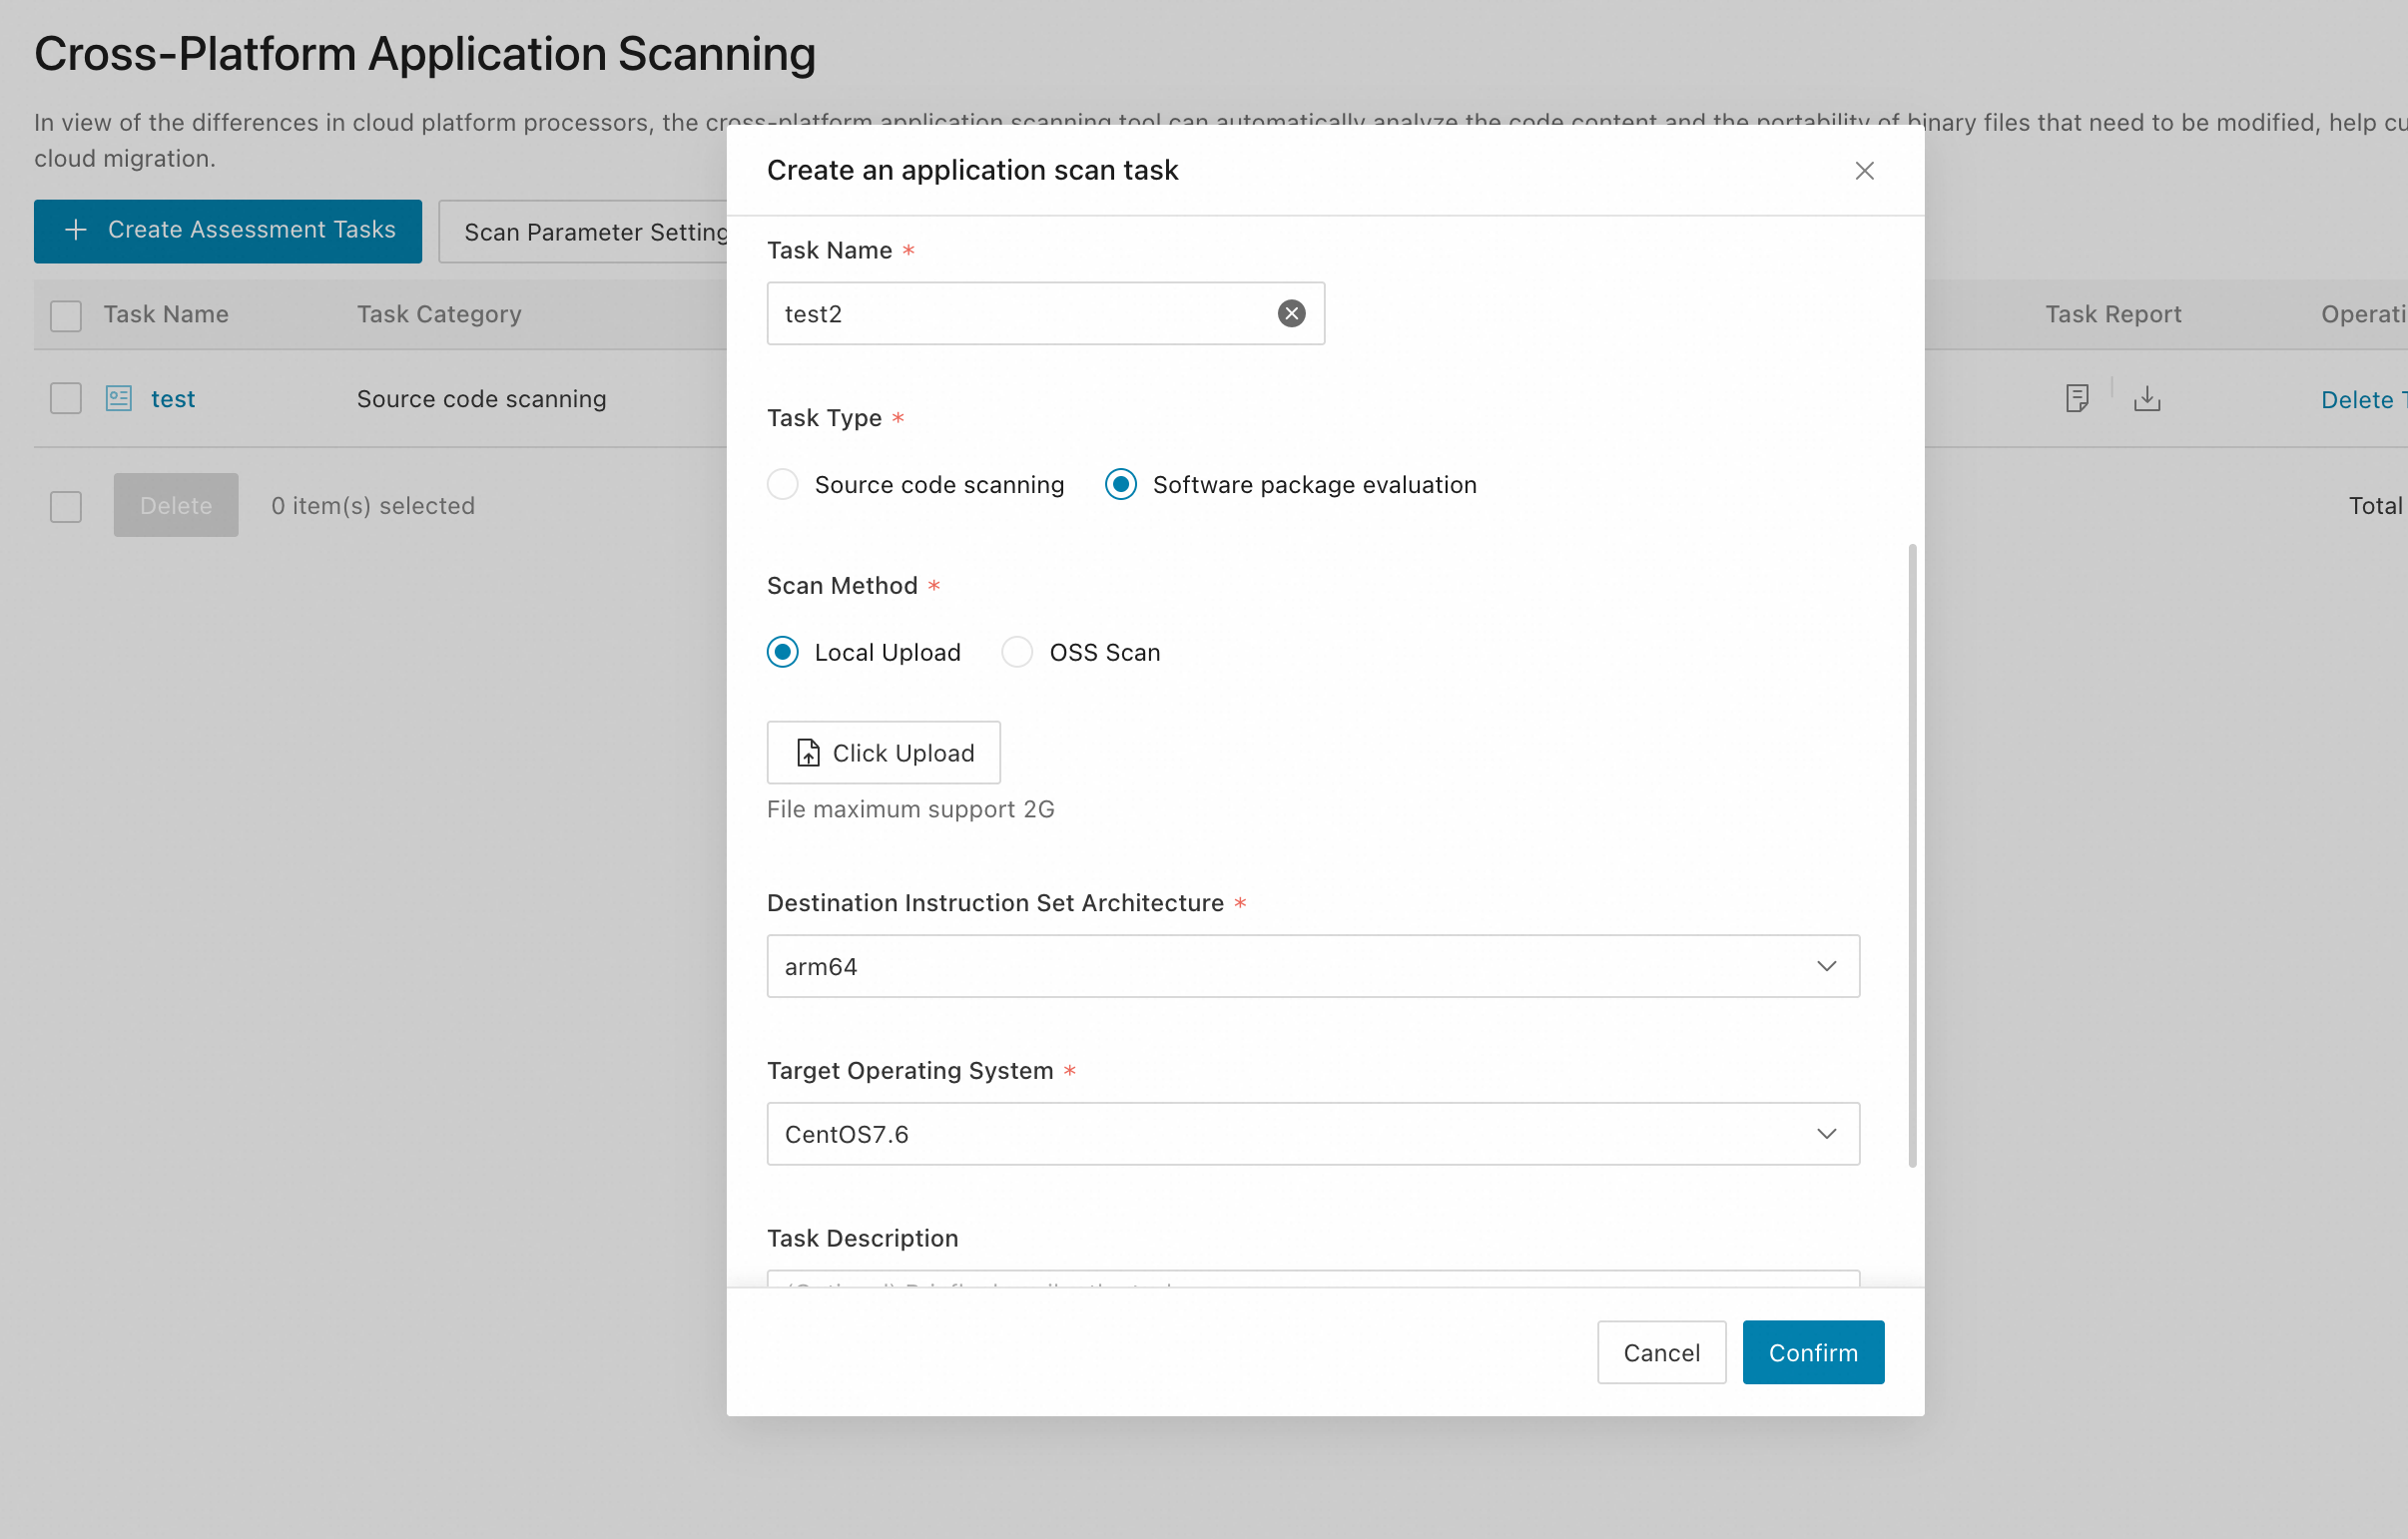 Cross-Platform Application Scanning
In view of the differences in cloud platform processors, the cross-platform application scanning tool can automatically analyze the code content and the portability of binary files that need to be modified, help cu
cloud migration.
Create Assessment Tasks
Scan Parameter Setting
Task Name
Task Category
Task Report
Operati
test
Source code scanning
Delete T
Delete
0 item(s) selected
Total
Create an application scan task
Task Name *
test2
Task Type *
Source code scanning
Software package evaluation
Scan Method *
Local Upload
OSS Scan
Click Upload
File maximum support 2G
Destination Instruction Set Architecture *
arm64
Target Operating System *
CentOS7.6
Task Description
Cancel
Confirm